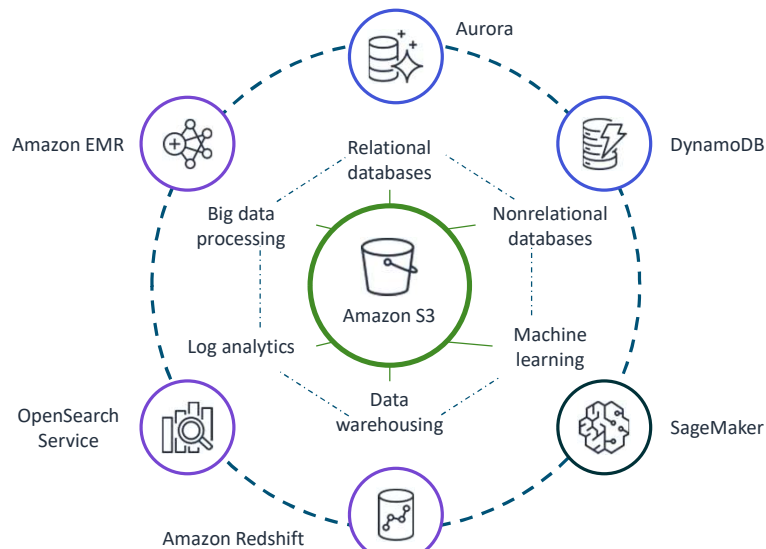 Aurora
Amazon EMR
DynamoDB
Relational
databases
Big data
processing
Nonrelational
databases
Amazon S3
Log analytics
Machine
learning
Data
warehousing
OpenSearch
Service
SageMaker
Amazon Redshift